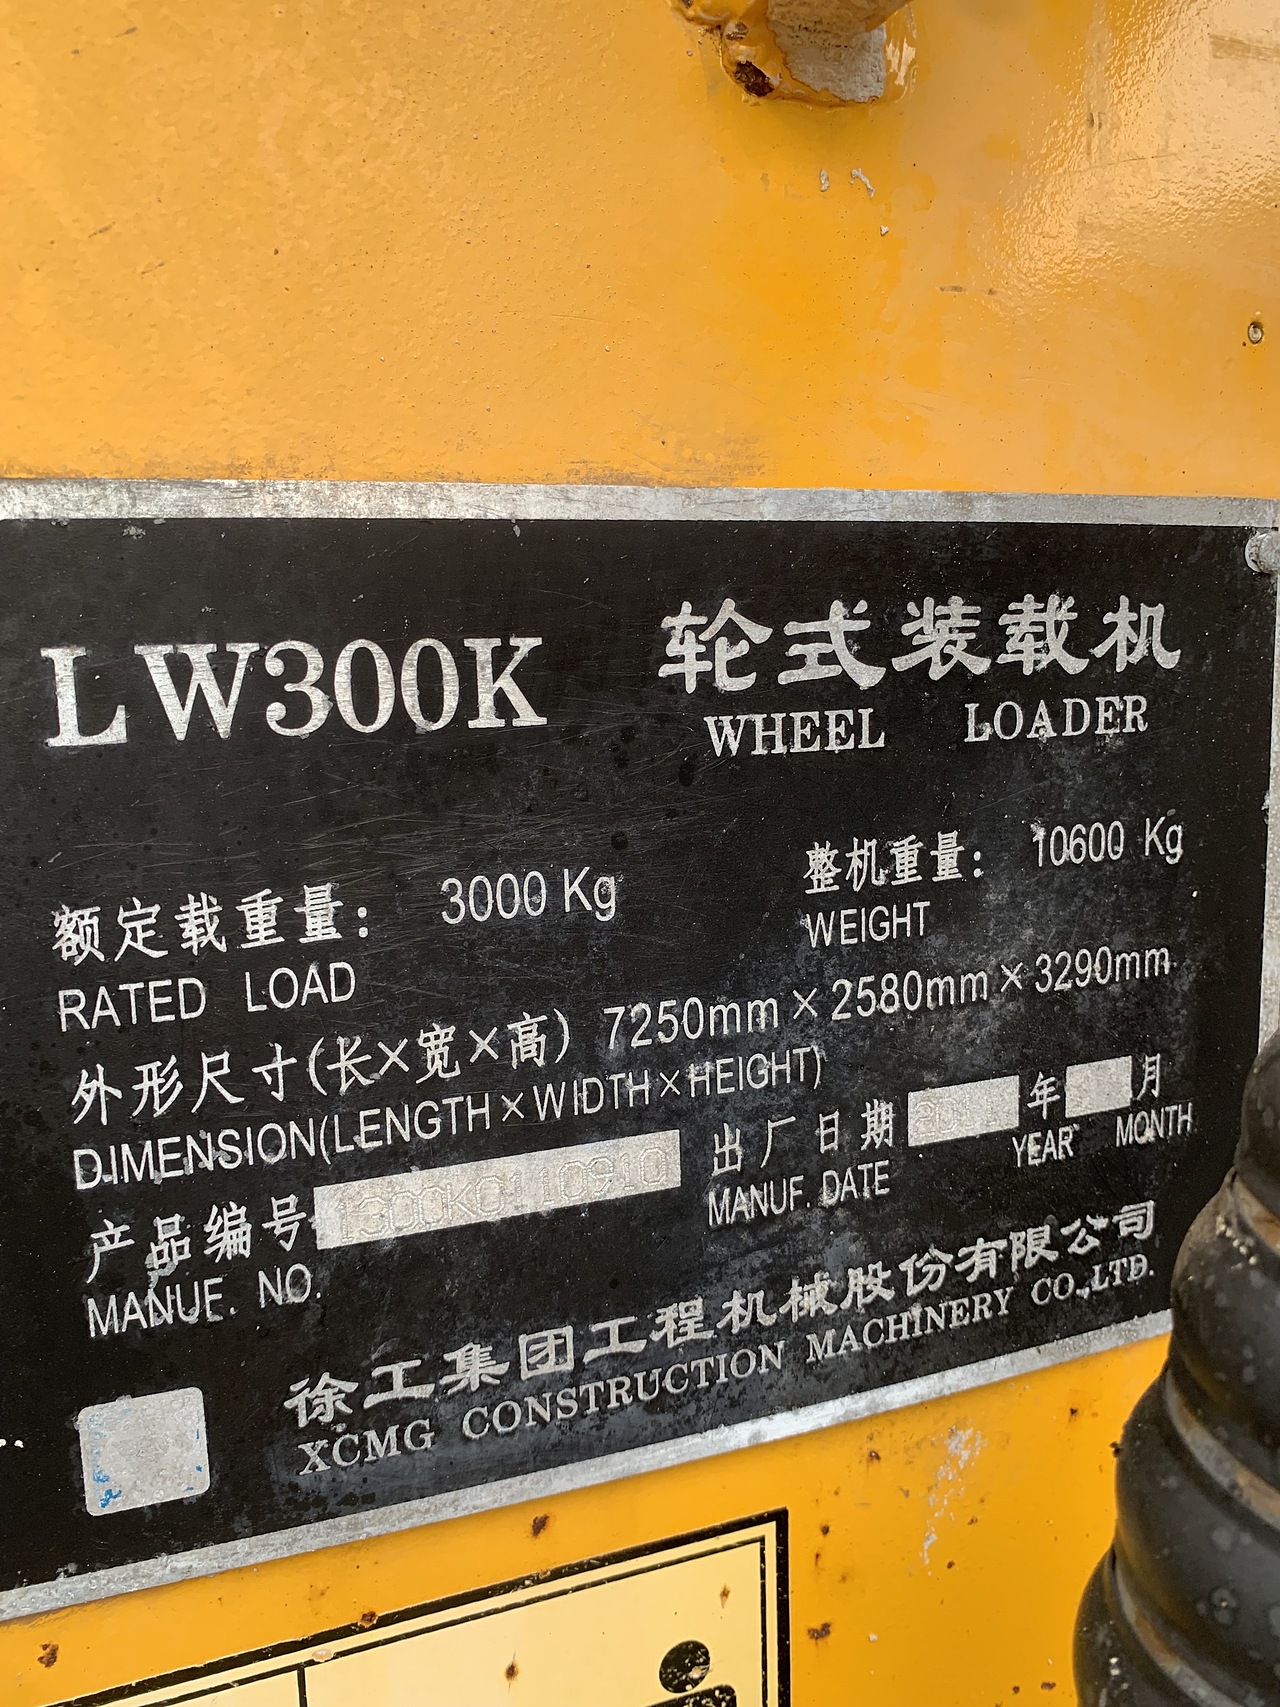 LW300K
轮式装载机
WHEEL LOADER
额定载重量: 3000Kg
RATED LOAD
整机重量: 10600 Kg
WEIGHT
外形尺寸(长×宽×高) 7250mm×2580mm×3290mm
DIMENSION(LENGTH×WIDTH×HEIGHT)
产品编号 1300K0110910
MANUE. NO.
出厂日期 年 月
MANUF. DATE YEAR MONTH
徐工集团工程机械股份有限公司
XCMG CONSTRUCTION MACHINERY CO.,LTD.